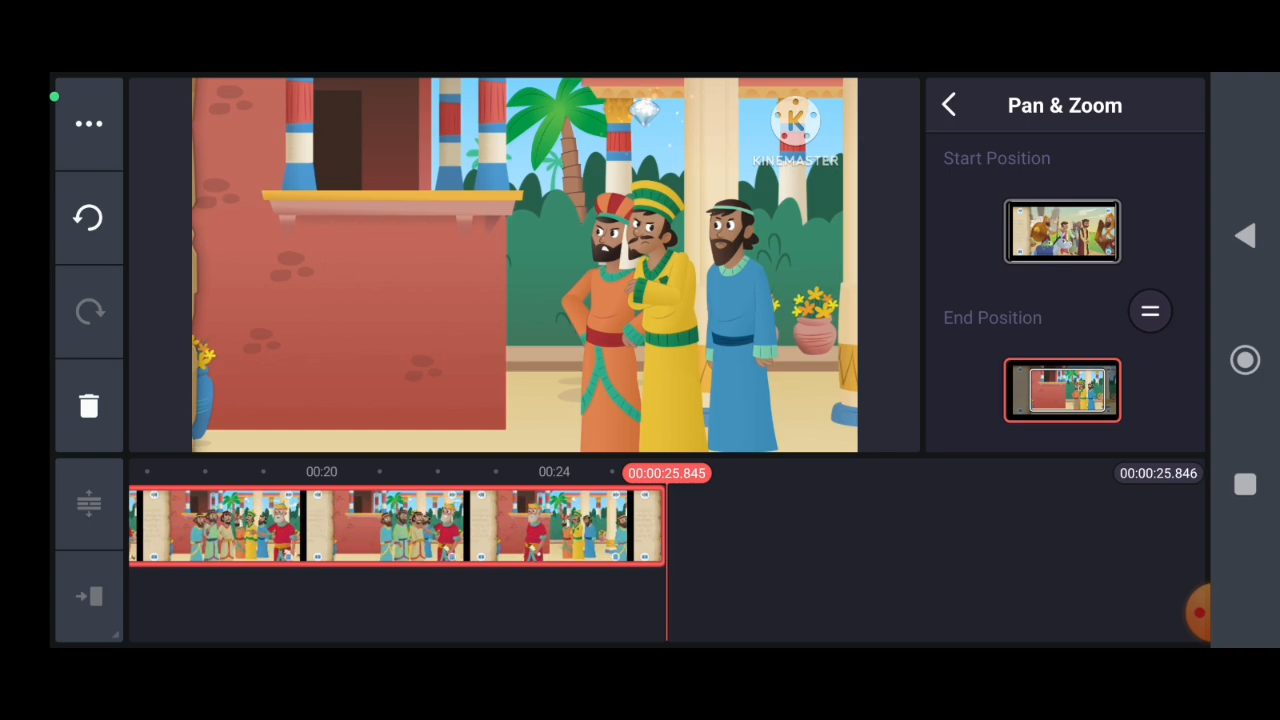 KINEMASTER
Pan & Zoom
Start Position
End Position
00:20
00:24
00:00:25.845
00:00:25.846